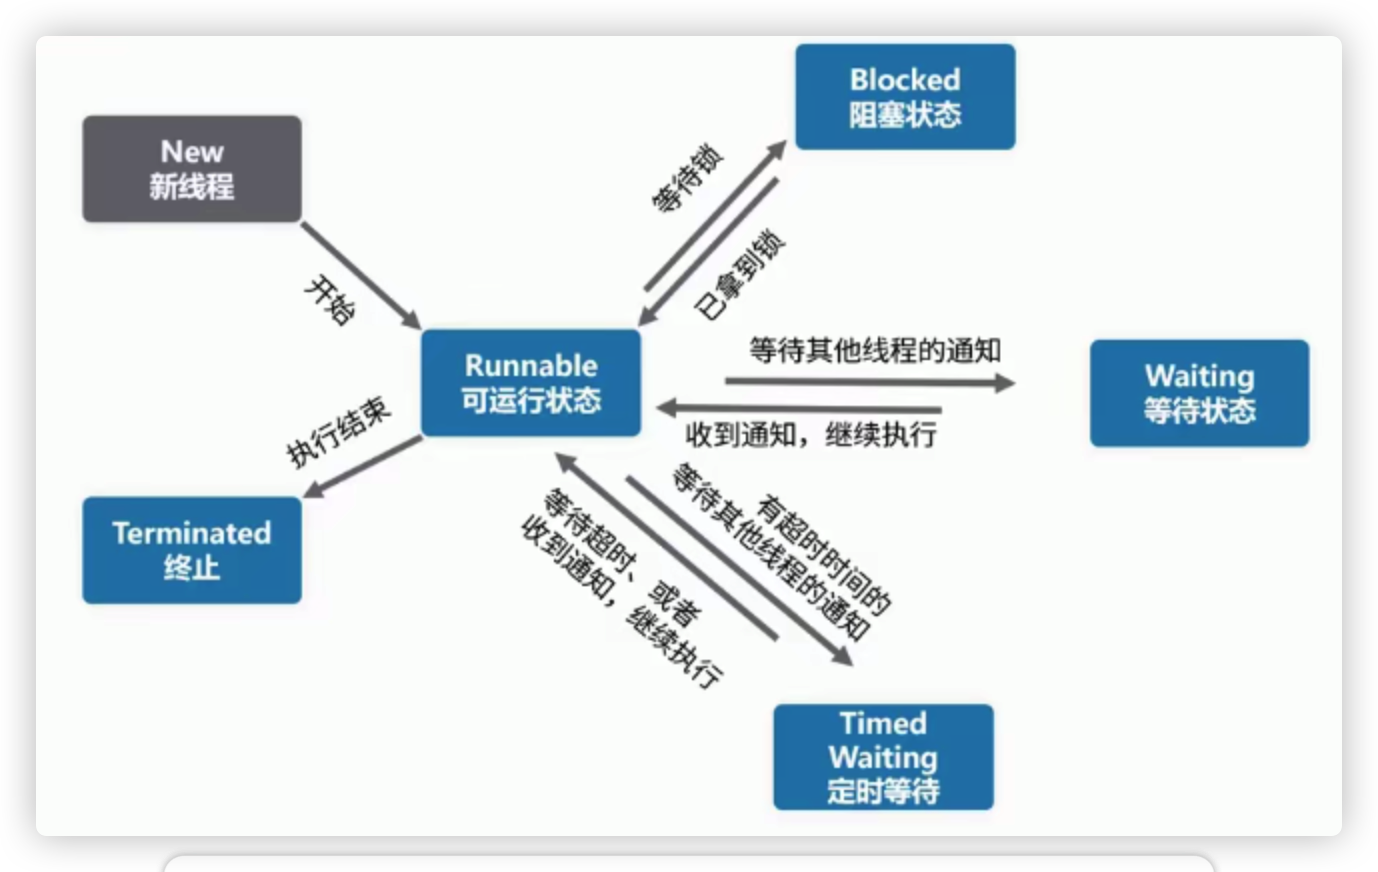 Blocked
阻塞状态
New
新线程
等待锁
已拿到锁
开始
等待其他线程的通知
Runnable
可运行状态
Waiting
等待状态
收到通知，继续执行
执行结束
有超时时间的
等待其他线程的通知
等待超时、或者
收到通知，继续执行
Terminated
终止
Timed
Waiting
定时等待